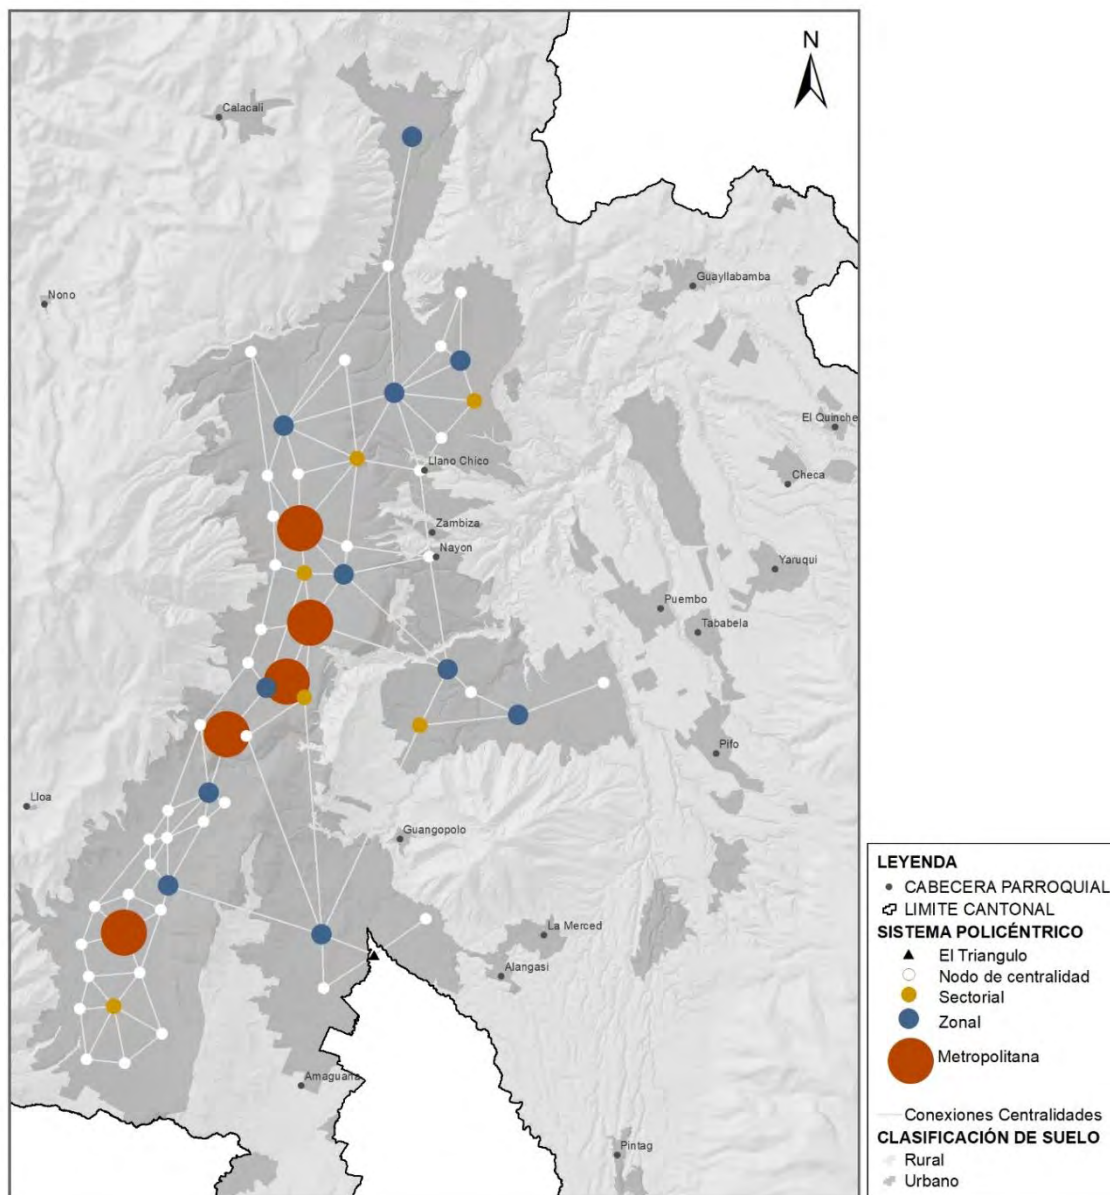 N
Calacali
Nono
Guayllabamba
El Quinche
Llano Chico
Checa
Zambiza
Nayon
Yaruqui
Puembo
Tababela
Pifo
Lloa
Guangopolo
La Merced
Alangasi
Amaguaña
Pintag
LEYENDA
CABECERA PARROQUIAL
LIMITE CANTONAL
SISTEMA POLICÉNTRICO
El Triangulo
Nodo de centralidad
Sectorial
Zonal
Metropolitana
Conexiones Centralidades
CLASIFICACIÓN DE SUELO
Rural
Urbano